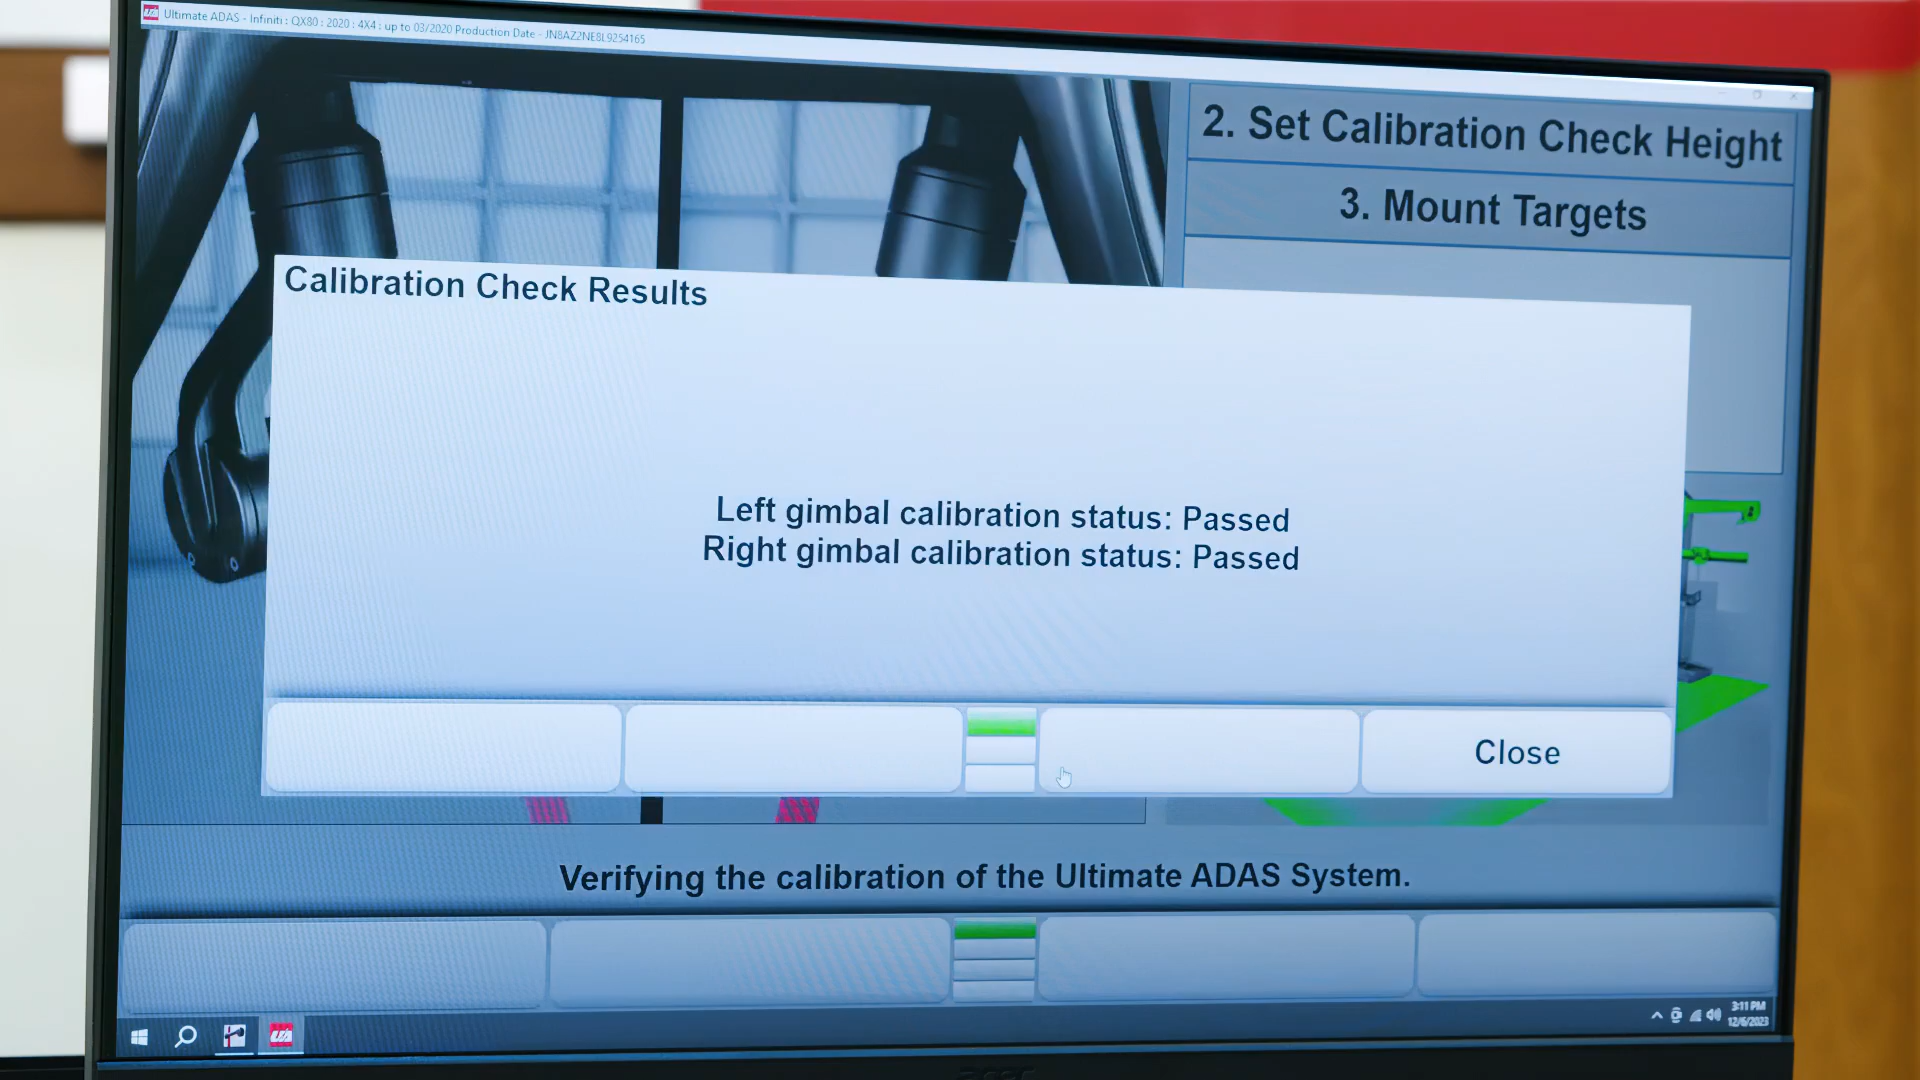 Ultimate ADAS - Infiniti : QX80 : 2020 : 4X4 : up to 03/2020 Production Date - JN8AZ2NE8L9254165
2. Set Calibration Check Height
3. Mount Targets
Calibration Check Results
Left gimbal calibration status: Passed
Right gimbal calibration status: Passed
Close
Verifying the calibration of the Ultimate ADAS System.
3:11 PM
12/6/2023
acer